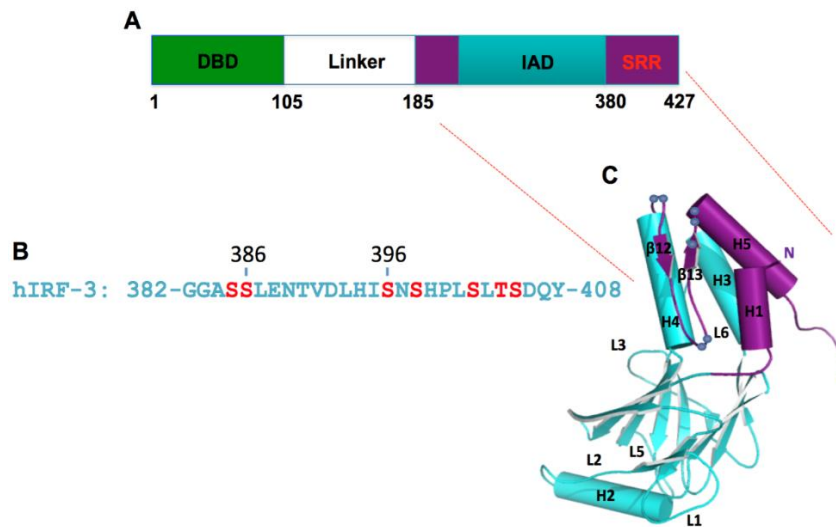 A
DBD Linker IAD SRR
1 105 185 380 427
C
B
386 396
hIRF-3: 382-GGASSLENTVDLHISNSHPLSLTSDQY-408
N
H5
β12
β13
H3
H1
H4
L6
L3
L5
L2
H2
L1